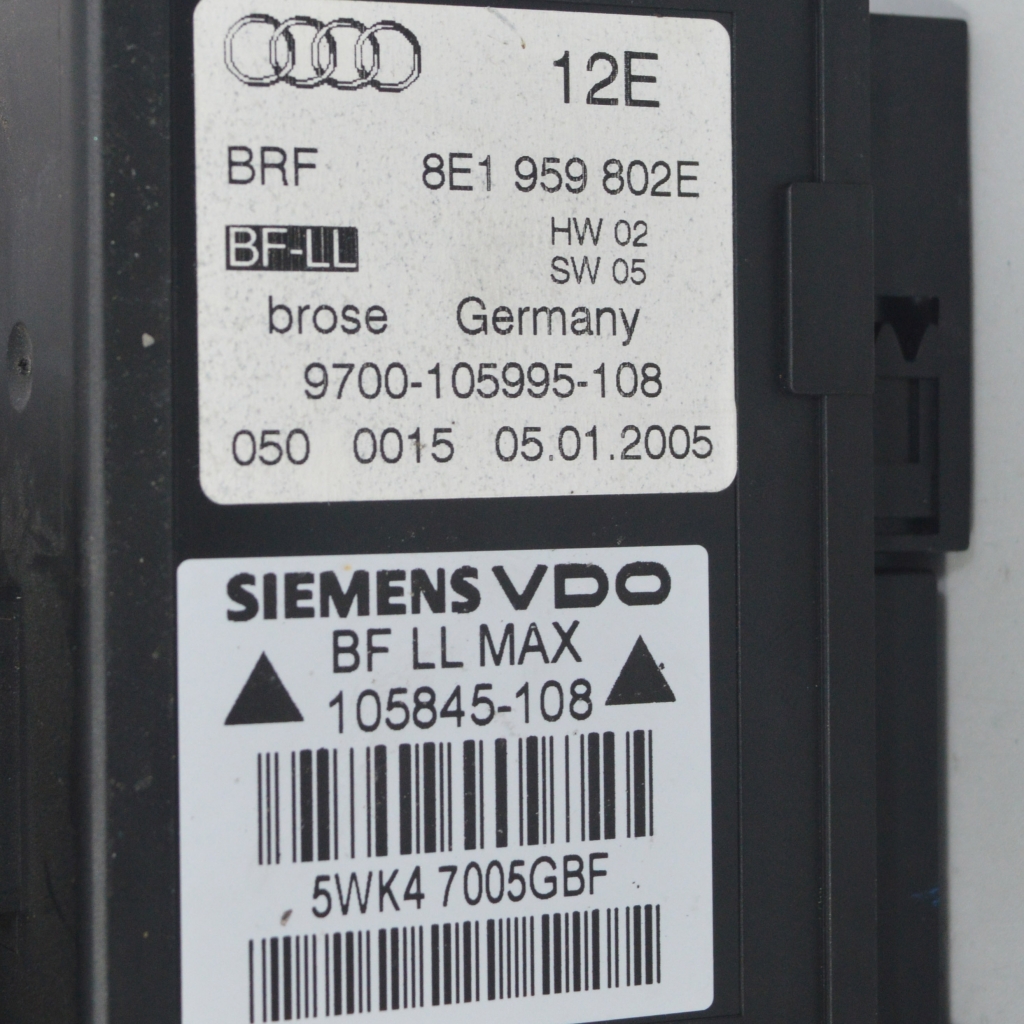 12E
BRF 8E1 959 802E
BF-LL HW 02
SW 05
brose Germany
9700-105995-108
050 0015 05.01.2005
SIEMENS VDO
BF LL MAX
105845-108
5WK4 7005GBF